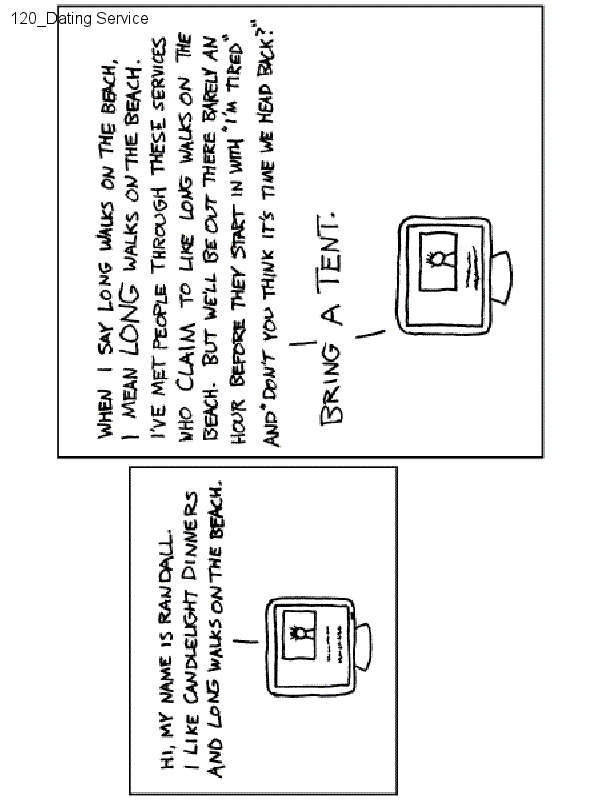 120_Dating Service
HI, MY NAME IS RANDALL.
I LIKE CANDLELIGHT DINNERS
AND LONG WALKS ON THE BEACH.
WHEN I SAY LONG WALKS ON THE BEACH,
I MEAN LONG WALKS ON THE BEACH.
I'VE MET PEOPLE THROUGH THESE SERVICES
WHO CLAIM TO LIKE LONG WALKS ON THE
BEACH. BUT WE'LL BE OUT THERE BARELY AN
HOUR BEFORE THEY START IN WITH "I'M TIRED"
AND "DON'T YOU THINK IT'S TIME WE HEAD BACK?"
BRING A TENT.